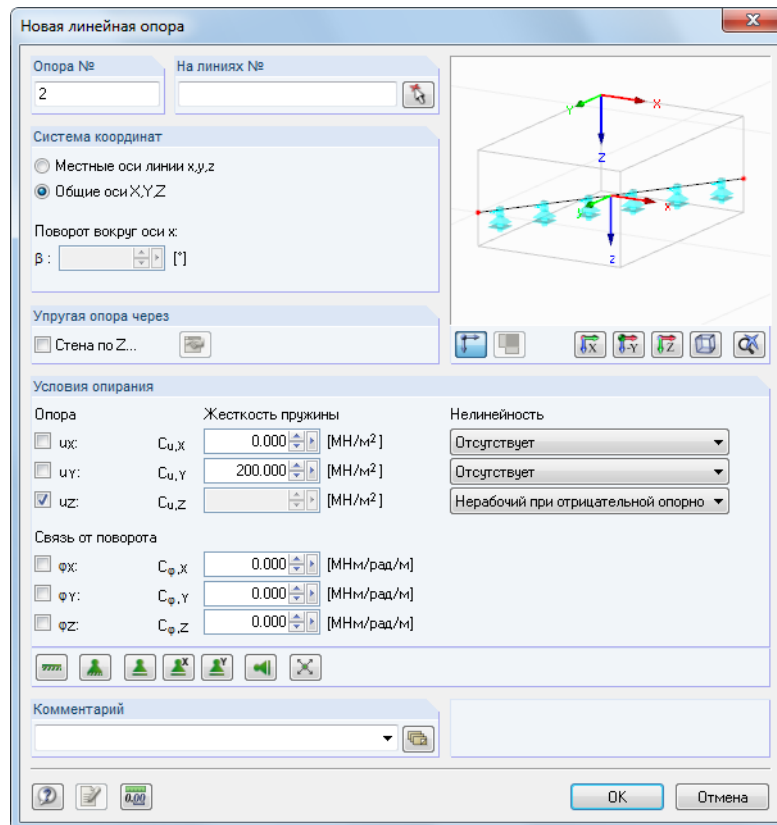 Новая линейная опора
Опора №
На линиях №
2
Система координат
Местные оси линии x,y,z
Общие оси X,Y,Z
Поворот вокруг оси x:
β : [°]
Упругая опора через
Стена по Z...
X
Y
Z
x
y
z
X -Y Z
Условия опирания
Опора Жесткость пружины Нелинейность
uX: Cu,X 0.000 [МН/м²] Отсутствует
uY: Cu,Y 200.000 [МН/м²] Отсутствует
uZ: Cu,Z [МН/м²] Нерабочий при отрицательной опорно
Связь от поворота
φX: Cφ,X 0.000 [МНм/рад/м]
φY: Cφ,Y 0.000 [МНм/рад/м]
φZ: Cφ,Z 0.000 [МНм/рад/м]
X Y
Комментарий
0.00
OK
Отмена